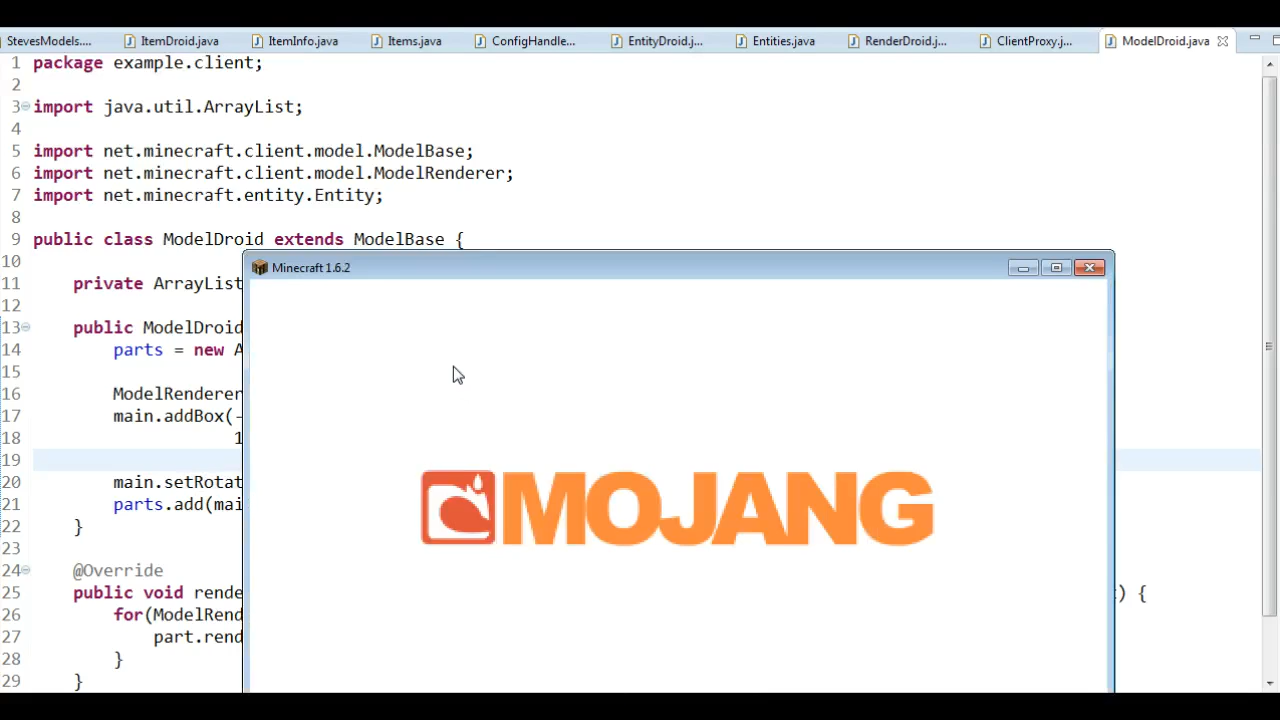 StevesModels.... ItemDroid.java ItemInfo.java Items.java ConfigHandle... EntityDroid.j... Entities.java RenderDroid.j... ClientProxy.j... ModelDroid.java
1 package example.client;
2
3 import java.util.ArrayList;
4
5 import net.minecraft.client.model.ModelBase;
6 import net.minecraft.client.model.ModelRenderer;
7 import net.minecraft.entity.Entity;
8
9 public class ModelDroid extends ModelBase {
10
Minecraft 1.6.2
11 private ArrayList
12
13 public ModelDroid
14 parts = new A
15
16 ModelRenderer
17 main.addBox(-
18 1
19
20 main.setRotat
21 parts.add(mai
22 }
MOJANG
23
24 @Override
25 public void rende ) {
26 for(ModelRend
27 part.rend
28 }
29 }